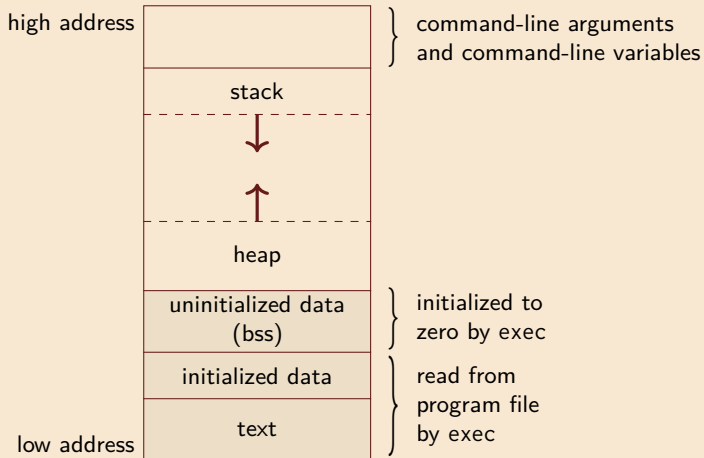 high address
command-line arguments
and command-line variables
stack
heap
uninitialized data
(bss)
initialized to
zero by exec
initialized data
read from
program file
by exec
text
low address